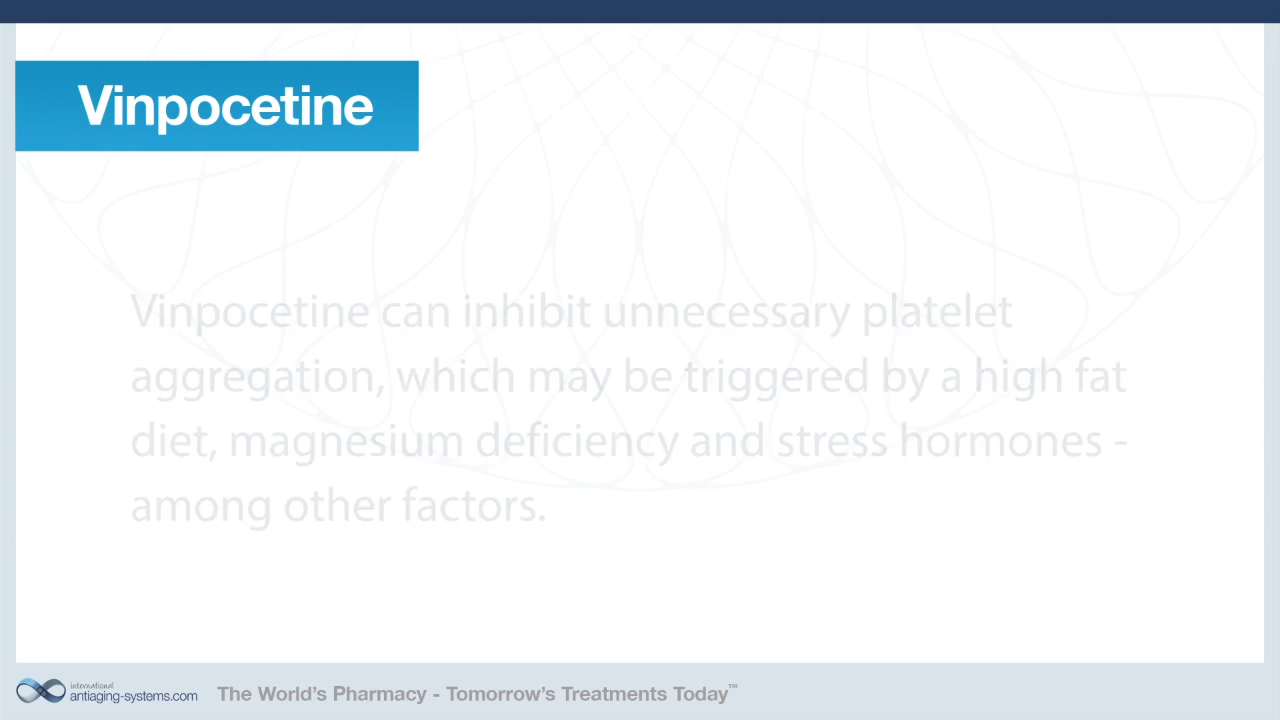 Vinpocetine
Vinpocetine can inhibit unnecessary platelet
aggregation, which may be triggered by a high fat
diet, magnesium deficiency and stress hormones -
among other factors.
international
antiaging-systems.com
The World's Pharmacy - Tomorrow's Treatments Today™